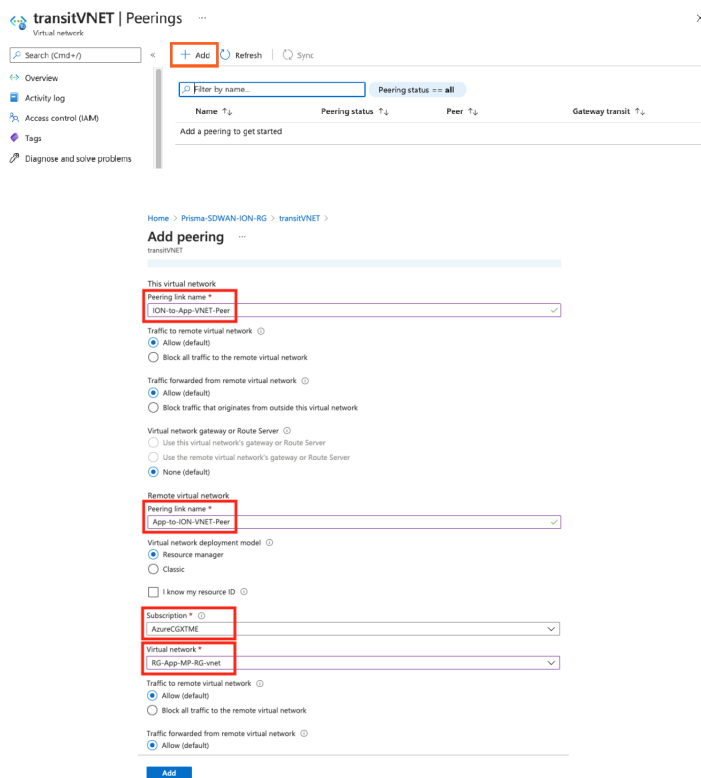 transitVNET | Peerings ...
Virtual network
Search (Cmd+/)
«
+ Add
Refresh
Sync
Overview
Activity log
Access control (IAM)
Tags
Diagnose and solve problems
Filter by name...
Peering status == all
Name ↑↓
Peering status ↑↓
Peer ↑↓
Gateway transit ↑↓
Add a peering to get started
Home > Prisma-SDWAN-ION-RG > transitVNET >
Add peering ...
transitVNET
This virtual network
Peering link name *
ION-to-App-VNET-Peer
Traffic to remote virtual network
Allow (default)
Block all traffic to the remote virtual network
Traffic forwarded from remote virtual network
Allow (default)
Block traffic that originates from outside this virtual network
Virtual network gateway or Route Server
Use this virtual network's gateway or Route Server
Use the remote virtual network's gateway or Route Server
None (default)
Remote virtual network
Peering link name *
App-to-ION-VNET-Peer
Virtual network deployment model
Resource manager
Classic
I know my resource ID
Subscription *
AzureCGXTME
Virtual network *
RG-App-MP-RG-vnet
Traffic to remote virtual network
Allow (default)
Block all traffic to the remote virtual network
Traffic forwarded from remote virtual network
Allow (default)
Add